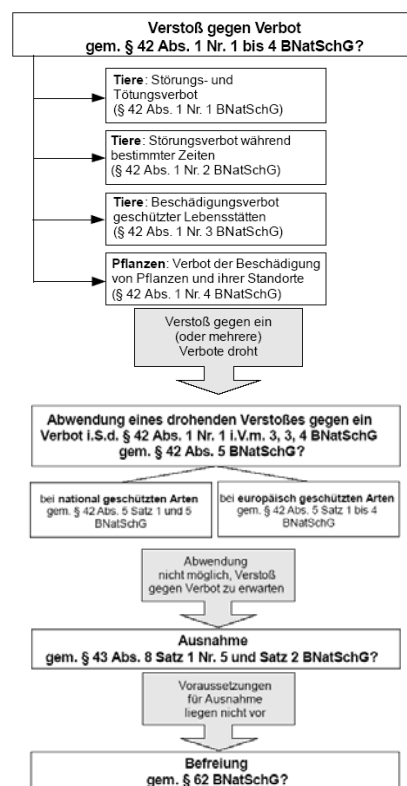 Verstoß gegen Verbot
gem. § 42 Abs. 1 Nr. 1 bis 4 BNatSchG?
Tiere: Störungs- und
Tötungsverbot
(§ 42 Abs. 1 Nr. 1 BNatSchG)
Tiere: Störungsverbot während
bestimmter Zeiten
(§ 42 Abs. 1 Nr. 2 BNatSchG)
Tiere: Beschädigungsverbot
geschützter Lebensstätten
(§ 42 Abs. 1 Nr. 3 BNatSchG)
Pflanzen: Verbot der Beschädigung
von Pflanzen und ihrer Standorte
(§ 42 Abs. 1 Nr. 4 BNatSchG)
Verstoß gegen ein
(oder mehrere)
Verbote droht
Abwendung eines drohenden Verstoßes gegen ein
Verbot i.S.d. § 42 Abs. 1 Nr. 1 i.V.m. 3, 3, 4 BNatSchG
gem. § 42 Abs. 5 BNatSchG?
bei national geschützten Arten
gem. § 42 Abs. 5 Satz 1 und 5
BNatSchG
bei europäisch geschützten Arten
gem. § 42 Abs. 5 Satz 1 bis 4
BNatSchG
Abwendung
nicht möglich, Verstoß
gegen Verbot zu erwarten
Ausnahme
gem. § 43 Abs. 8 Satz 1 Nr. 5 und Satz 2 BNatSchG?
Voraussetzungen
für Ausnahme
liegen nicht vor
Befreiung
gem. § 62 BNatSchG?